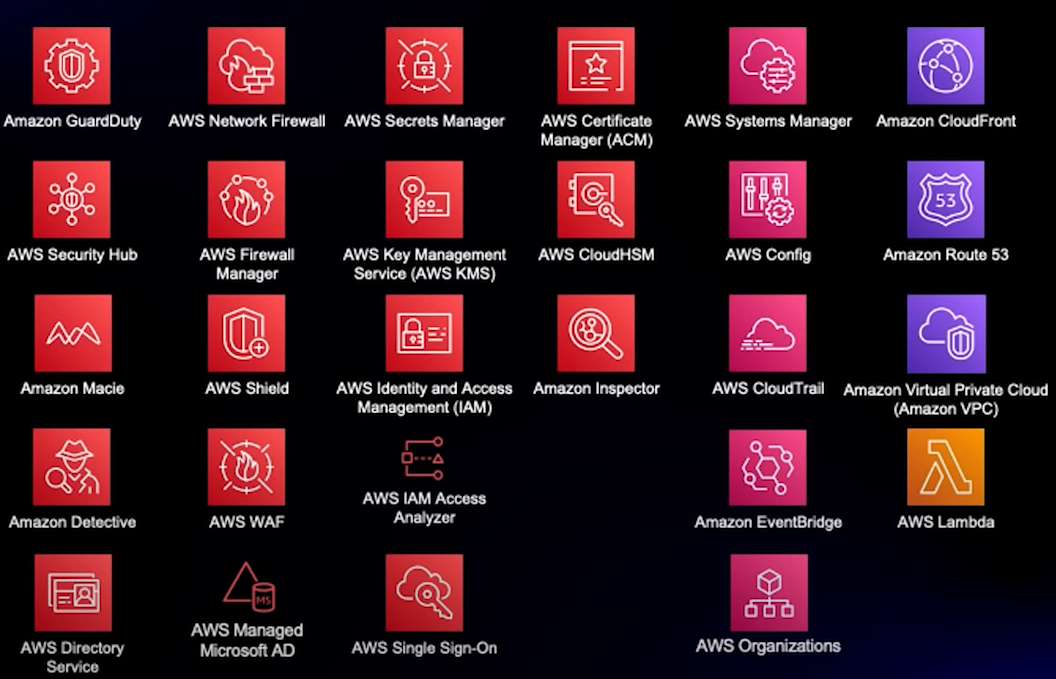 Amazon GuardDuty
AWS Network Firewall
AWS Secrets Manager
AWS Certificate
Manager (ACM)
AWS Systems Manager
Amazon CloudFront
53
AWS Security Hub
AWS Firewall
Manager
AWS Key Management
Service (AWS KMS)
AWS CloudHSM
AWS Config
Amazon Route 53
Amazon Macie
AWS Shield
AWS Identity and Access
Management (IAM)
Amazon Inspector
AWS CloudTrail
Amazon Virtual Private Cloud
(Amazon VPC)
Amazon Detective
AWS WAF
AWS IAM Access
Analyzer
Amazon EventBridge
AWS Lambda
MS
AWS Directory
Service
AWS Managed
Microsoft AD
AWS Single Sign-On
AWS Organizations